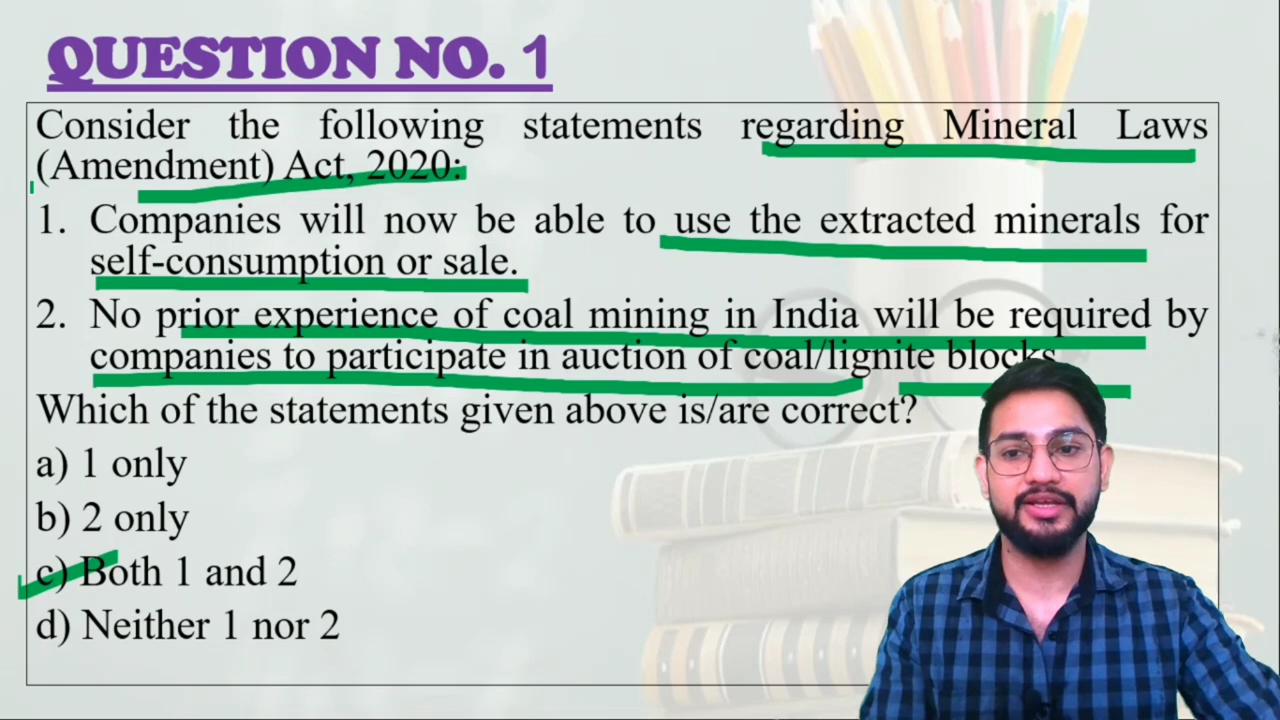 QUESTION NO. 1
Consider the following statements regarding Mineral Laws
(Amendment) Act, 2020:
1. Companies will now be able to use the extracted minerals for
self-consumption or sale.
2. No prior experience of coal mining in India will be required by
companies to participate in auction of coal/lignite blocks
Which of the statements given above is/are correct?
a) 1 only
b) 2 only
c) Both 1 and 2
d) Neither 1 nor 2